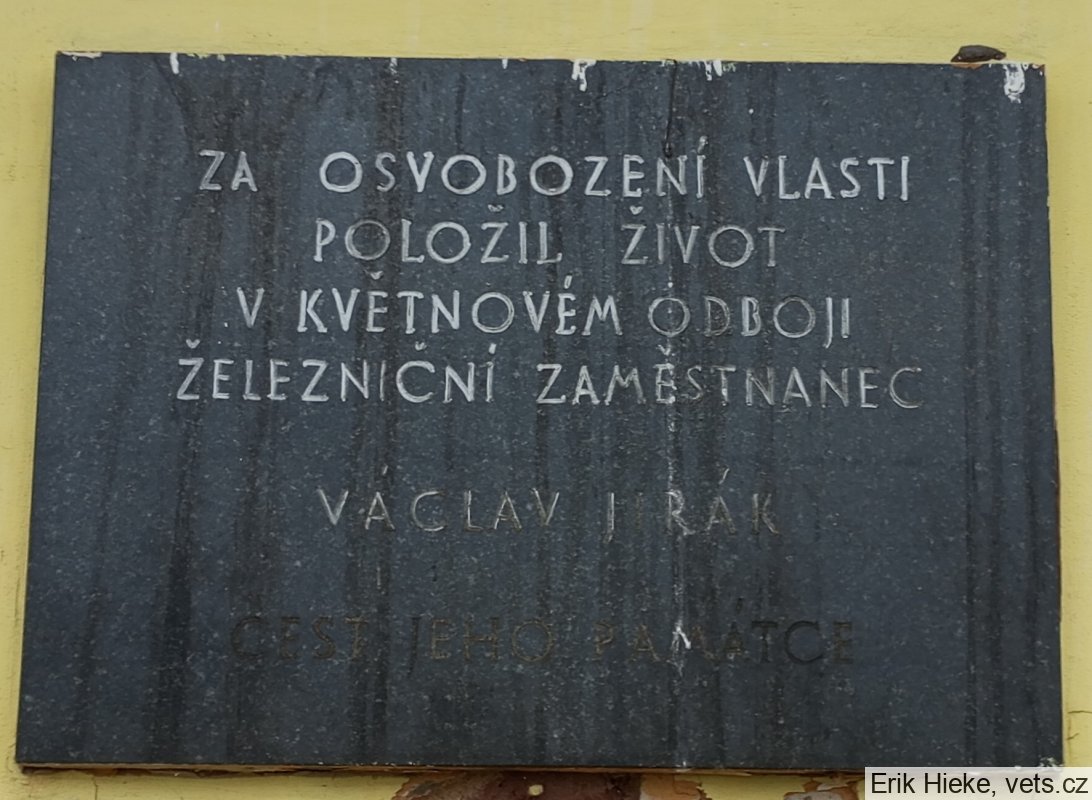 ZA OSVOBOZENÍ VLASTI
POLOŽIL ŽIVOT
V KVĚTNOVÉM ODBOJI
ŽELEZNIČNÍ ZAMĚSTNANEC
VÁCLAV JIRÁK
ČEST JEHO PAMÁTCE
Erik Hieke, vets.cz